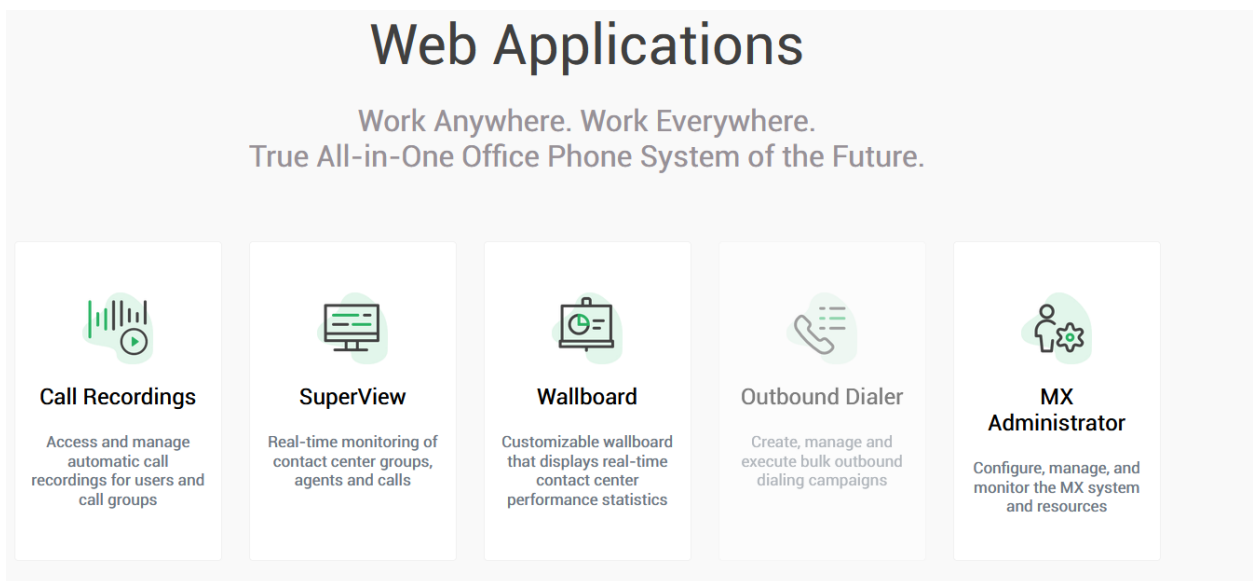 Web Applications
Work Anywhere. Work Everywhere.
True All-in-One Office Phone System of the Future.
Call Recordings
Access and manage
automatic call
recordings for users and
call groups
SuperView
Real-time monitoring of
contact center groups,
agents and calls
Wallboard
Customizable wallboard
that displays real-time
contact center
performance statistics
Outbound Dialer
Create, manage and
execute bulk outbound
dialing campaigns
MX
Administrator
Configure, manage, and
monitor the MX system
and resources